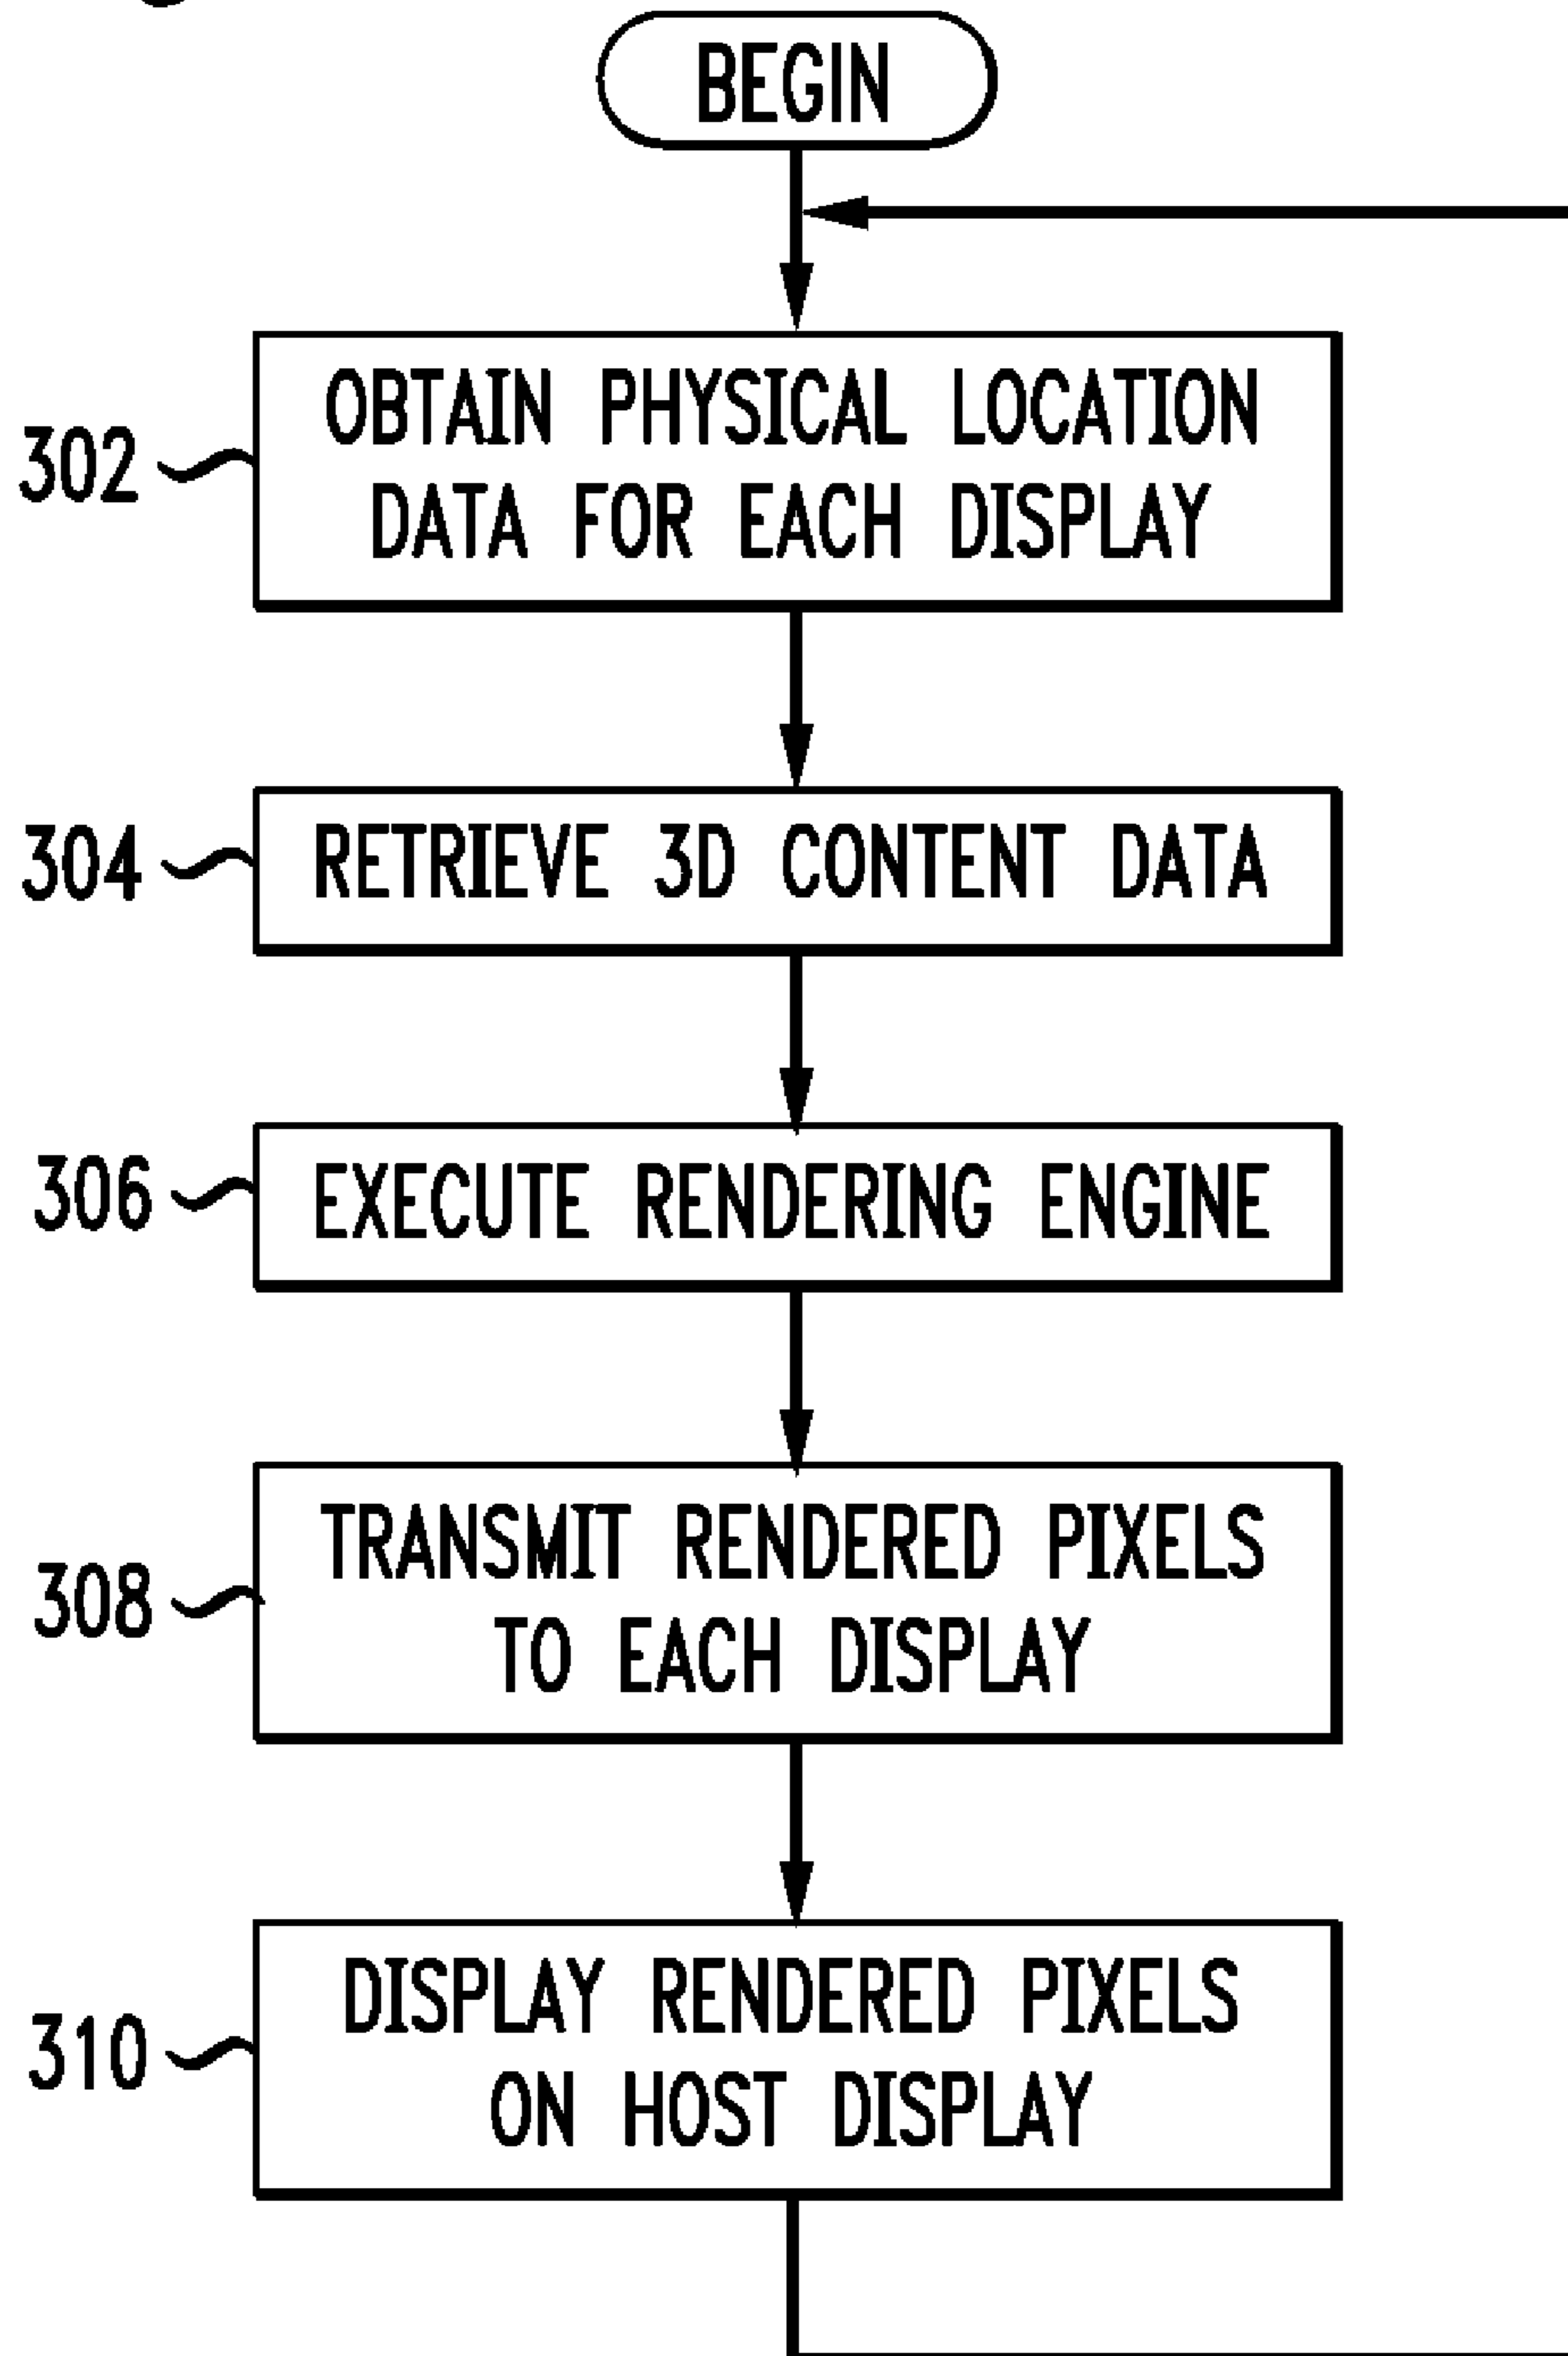 BEGIN
302
OBTAIN PHYSICAL LOCATION
DATA FOR EACH DISPLAY
304
RETRIEVE 3D CONTENT DATA
306
EXECUTE RENDERING ENGINE
308
TRANSMIT RENDERED PIXELS
TO EACH DISPLAY
310
DISPLAY RENDERED PIXELS
ON HOST DISPLAY